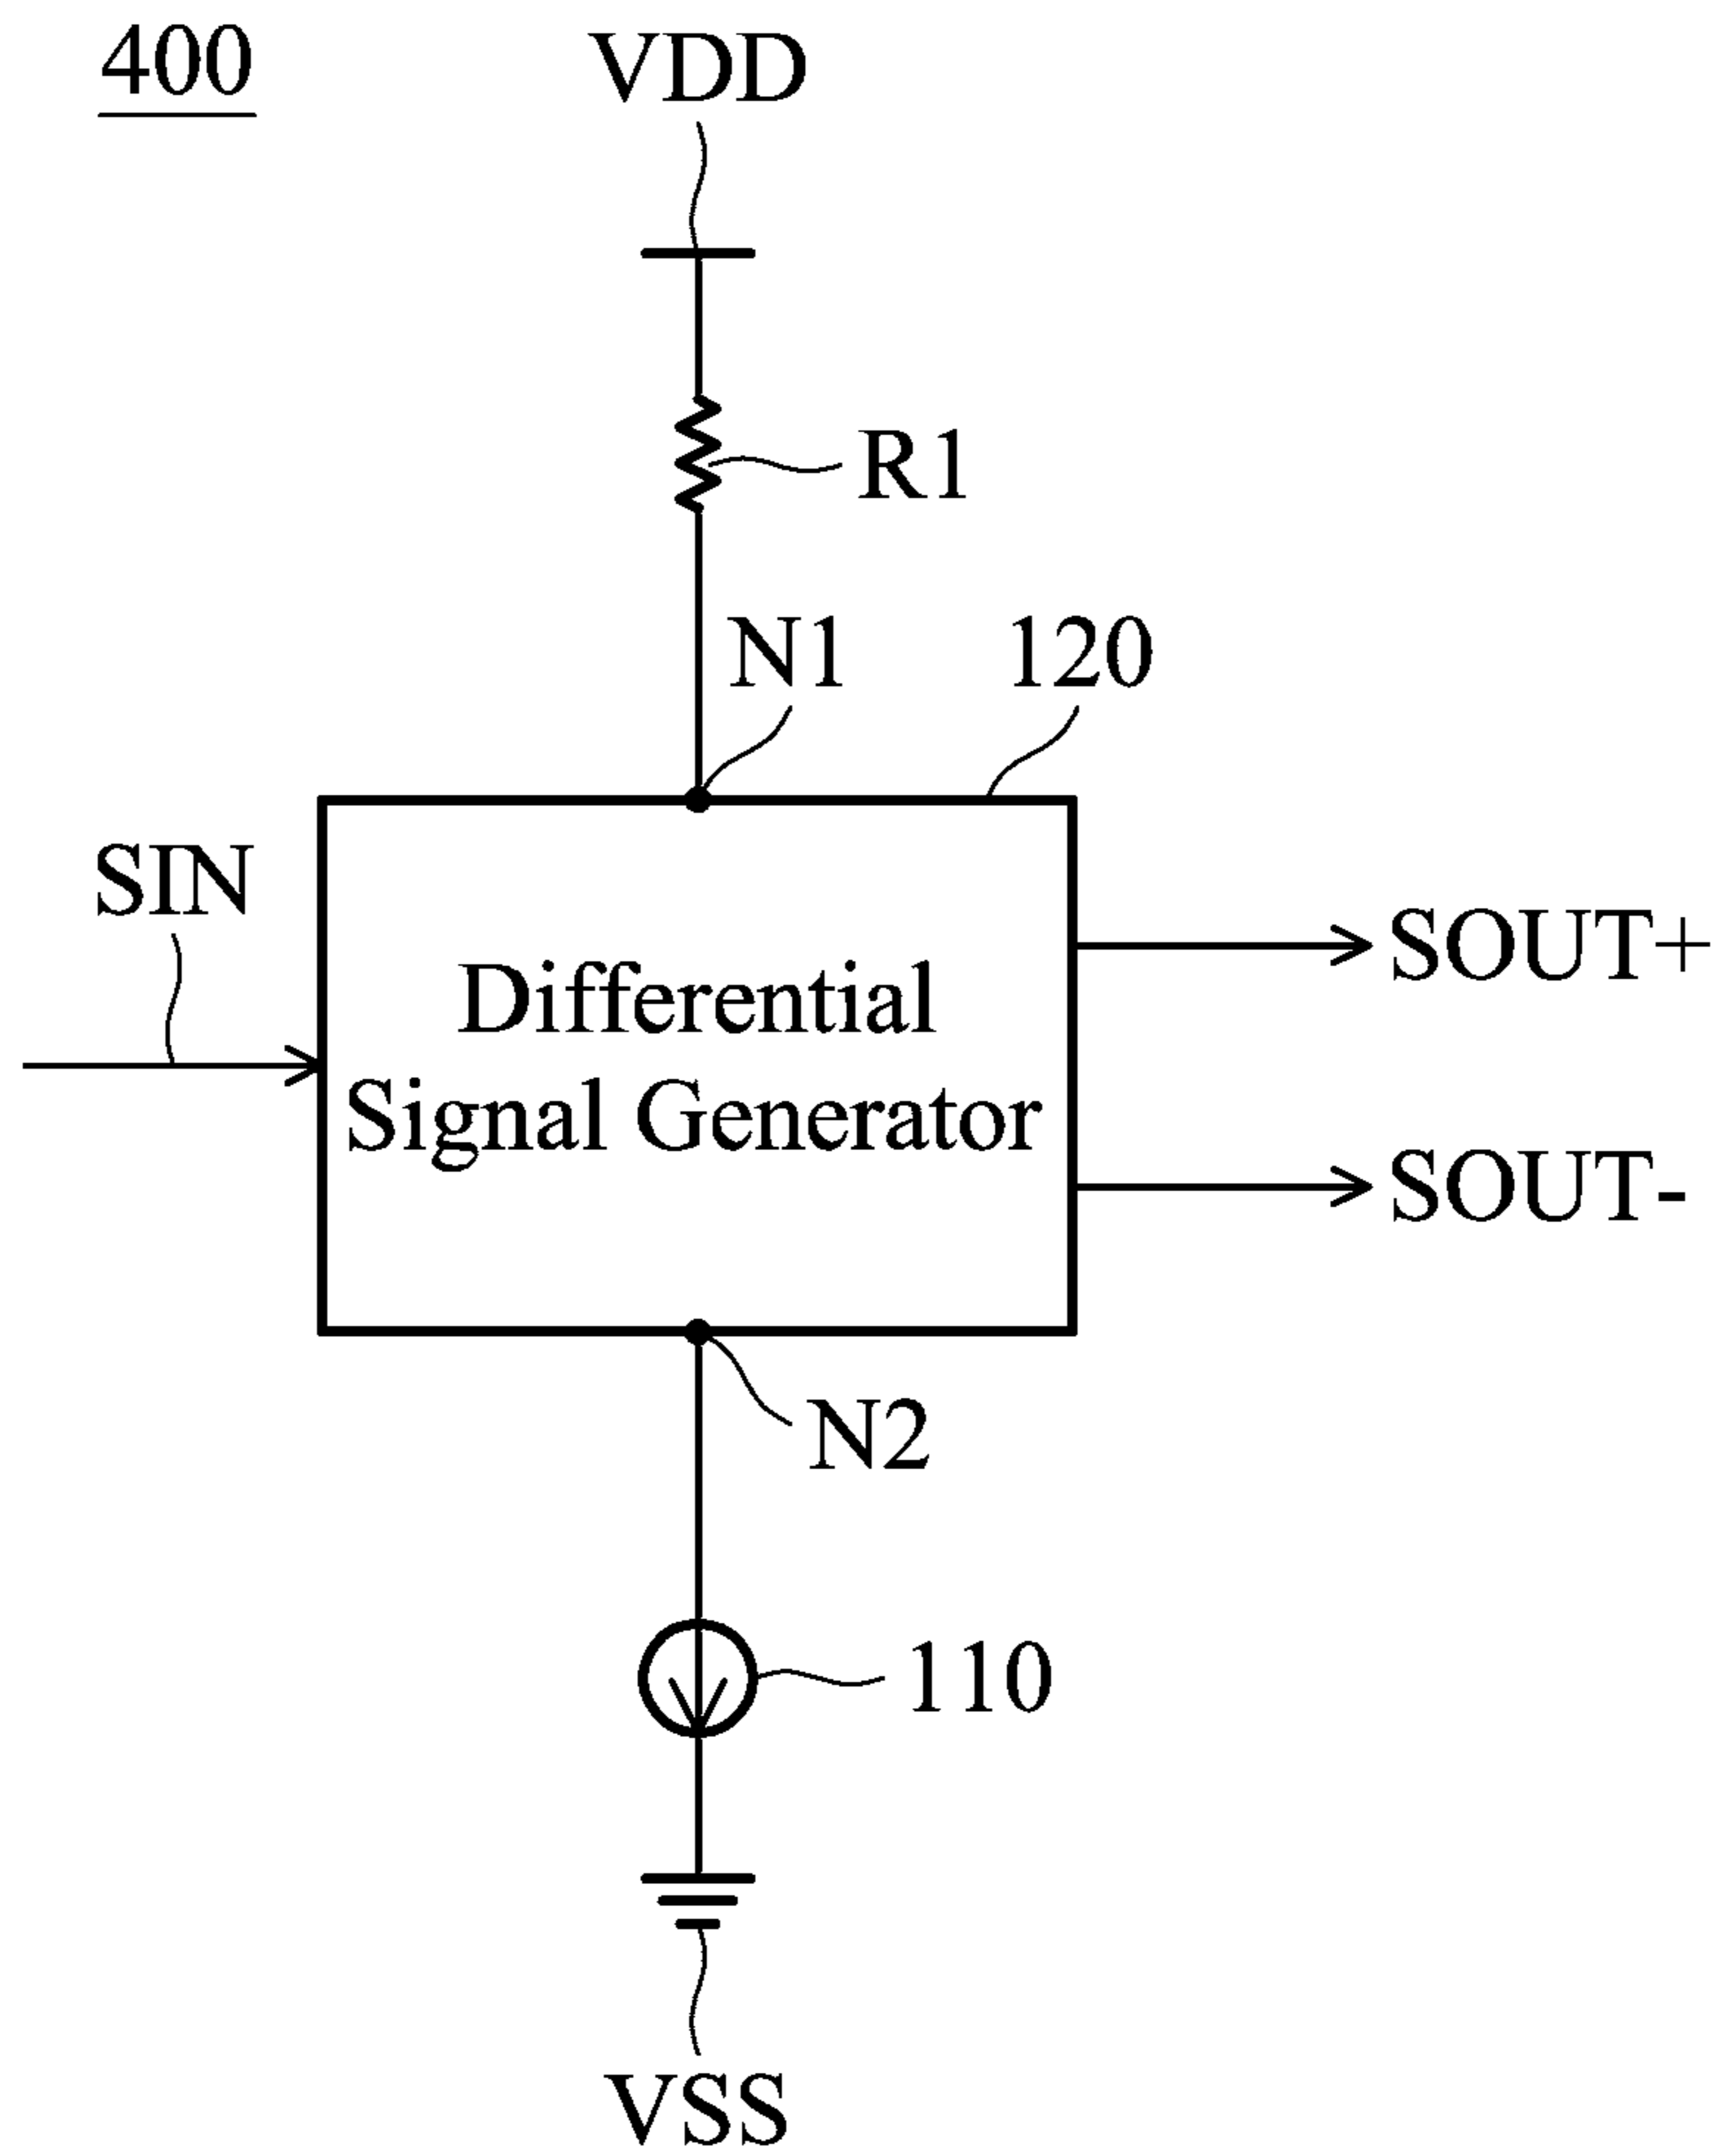 400
VDD
R1
N1
120
SIN
SOUT+
Differential
Signal Generator
SOUT-
N2
110
VSS